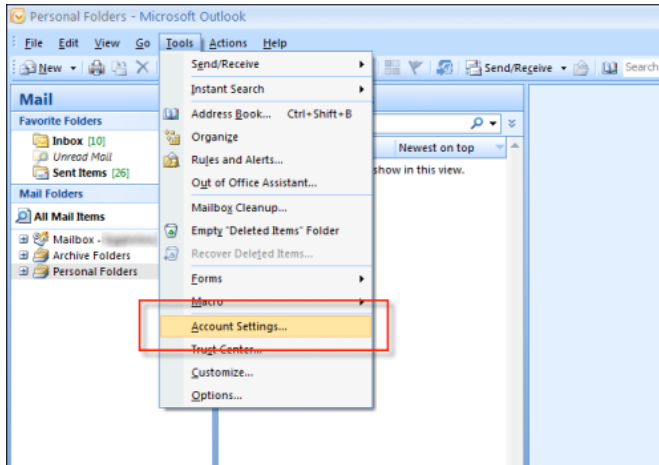 Personal Folders - Microsoft Outlook
File Edit View Go Tools Actions Help
New Send/Receive Search
Mail
Favorite Folders
Inbox [10]
Unread Mail
Sent Items [26]
Mail Folders
All Mail Items
Mailbox -
Archive Folders
Personal Folders
Send/Receive
Instant Search
Address Book... Ctrl+Shift+B
Organize
Rules and Alerts...
Out of Office Assistant...
Mailbox Cleanup...
Empty "Deleted Items" Folder
Recover Deleted Items...
Forms
Macro
Account Settings...
Trust Center...
Customize...
Options...
Newest on top
show in this view.